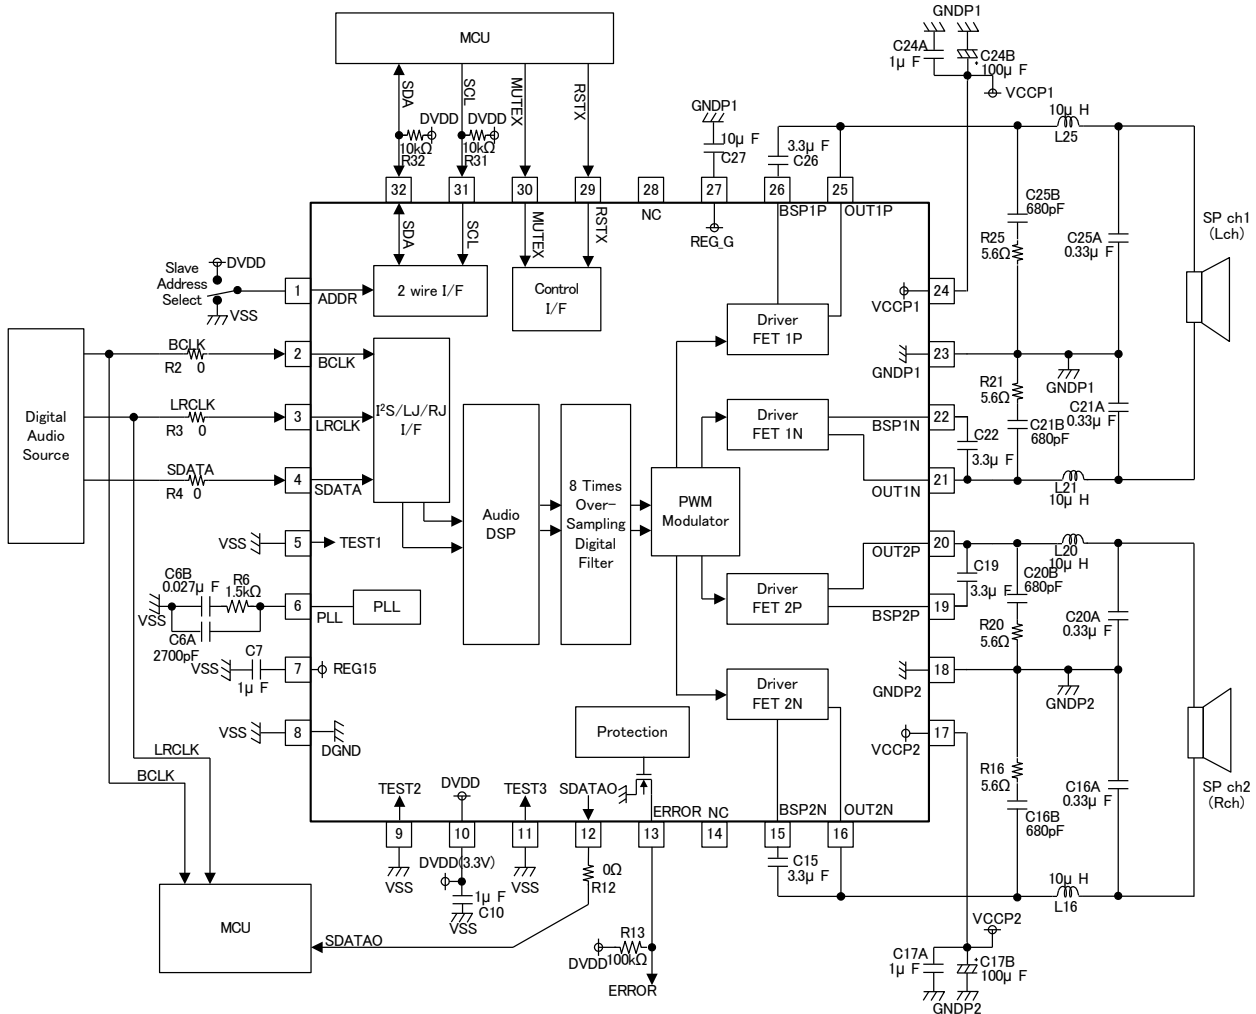 MCU
SDA
SCL
MUTEX
RSTX
DVDD
10kΩ
R32
DVDD
10kΩ
R31
GNDP1
10μ F
C27
3.3μ F
C26
GNDP1
C24A
1μ F
C24B
100μ F
VCCP1
10μ H
L25
32
31
30
29
28
27
26
25
SDA
SCL
MUTEX
RSTX
NC
REG_G
BSP1P
OUT1P
C25B
680pF
R25
5.6Ω
C25A
0.33μ F
SP ch1
(Lch)
Slave
Address
Select
DVDD
VSS
1
ADDR
2 wire I/F
Control
I/F
Driver
FET 1P
VCCP1
24
Digital
Audio
Source
BCLK
R2 0
2
BCLK
LRCLK
R3 0
3
LRCLK
SDATA
R4 0
4
SDATA
I²S/LJ/RJ
I/F
Audio
DSP
8 Times
Over-
Sampling
Digital
Filter
PWM
Modulator
Driver
FET 1N
GNDP1
23
BSP1N
22
OUT1N
21
C22
3.3μ F
R21
5.6Ω
C21B
680pF
GNDP1
C21A
0.33μ F
L21
10μ H
VSS
5
TEST1
C6B
0.027μ F
R6
1.5kΩ
VSS
C6A
2700pF
6
PLL
PLL
VSS
C7
1μ F
7
REG15
VSS
8
DGND
Driver
FET 2P
OUT2P
20
BSP2P
19
C19
3.3μ F
L20
10μ H
C20B
680pF
R20
5.6Ω
C20A
0.33μ F
Driver
FET 2N
GNDP2
18
GNDP2
VCCP2
17
R16
5.6Ω
C16B
680pF
C16A
0.33μ F
SP ch2
(Rch)
Protection
LRCLK
BCLK
TEST2
DVDD
TEST3
SDATAO
ERROR
NC
BSP2N
OUT2N
9
10
11
12
13
14
15
16
VSS
DVDD(3.3V)
1μ F
C10
VSS
VSS
0Ω
R12
C15
3.3μ F
10μ H
L16
MCU
SDATAO
R13
100kΩ
DVDD
ERROR
VCCP2
C17A
1μ F
C17B
100μ F
GNDP2